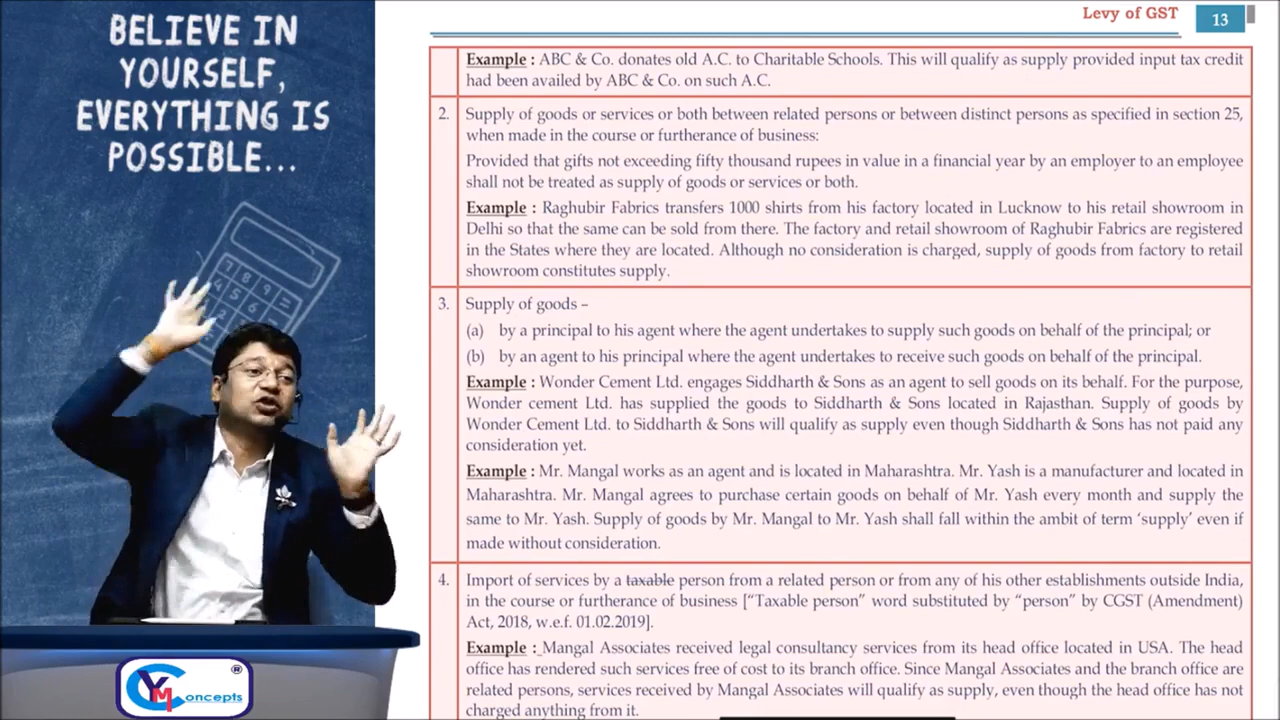 BELIEVE IN
YOURSELF,
EVERYTHING IS
POSSIBLE...
Levy of GST 13
Example : ABC & Co. donates old A.C. to Charitable Schools. This will qualify as supply provided input tax credit
had been availed by ABC & Co. on such A.C.
2. Supply of goods or services or both between related persons or between distinct persons as specified in section 25,
when made in the course or furtherance of business:
Provided that gifts not exceeding fifty thousand rupees in value in a financial year by an employer to an employee
shall not be treated as supply of goods or services or both.
Example : Raghubir Fabrics transfers 1000 shirts from his factory located in Lucknow to his retail showroom in
Delhi so that the same can be sold from there. The factory and retail showroom of Raghubir Fabrics are registered
in the States where they are located. Although no consideration is charged, supply of goods from factory to retail
showroom constitutes supply.
3. Supply of goods –
(a) by a principal to his agent where the agent undertakes to supply such goods on behalf of the principal; or
(b) by an agent to his principal where the agent undertakes to receive such goods on behalf of the principal.
Example : Wonder Cement Ltd. engages Siddharth & Sons as an agent to sell goods on its behalf. For the purpose,
Wonder cement Ltd. has supplied the goods to Siddharth & Sons located in Rajasthan. Supply of goods by
Wonder Cement Ltd. to Siddharth & Sons will qualify as supply even though Siddharth & Sons has not paid any
consideration yet.
Example : Mr. Mangal works as an agent and is located in Maharashtra. Mr. Yash is a manufacturer and located in
Maharashtra. Mr. Mangal agrees to purchase certain goods on behalf of Mr. Yash every month and supply the
same to Mr. Yash. Supply of goods by Mr. Mangal to Mr. Yash shall fall within the ambit of term ‘supply’ even if
made without consideration.
4. Import of services by a taxable person from a related person or from any of his other establishments outside India,
in the course or furtherance of business [“Taxable person” word substituted by “person” by CGST (Amendment)
Act, 2018, w.e.f. 01.02.2019].
Example : Mangal Associates received legal consultancy services from its head office located in USA. The head
office has rendered such services free of cost to its branch office. Since Mangal Associates and the branch office are
related persons, services received by Mangal Associates will qualify as supply, even though the head office has not
charged anything from it.
7 8 9 =
4 5 6
YM Concepts ®